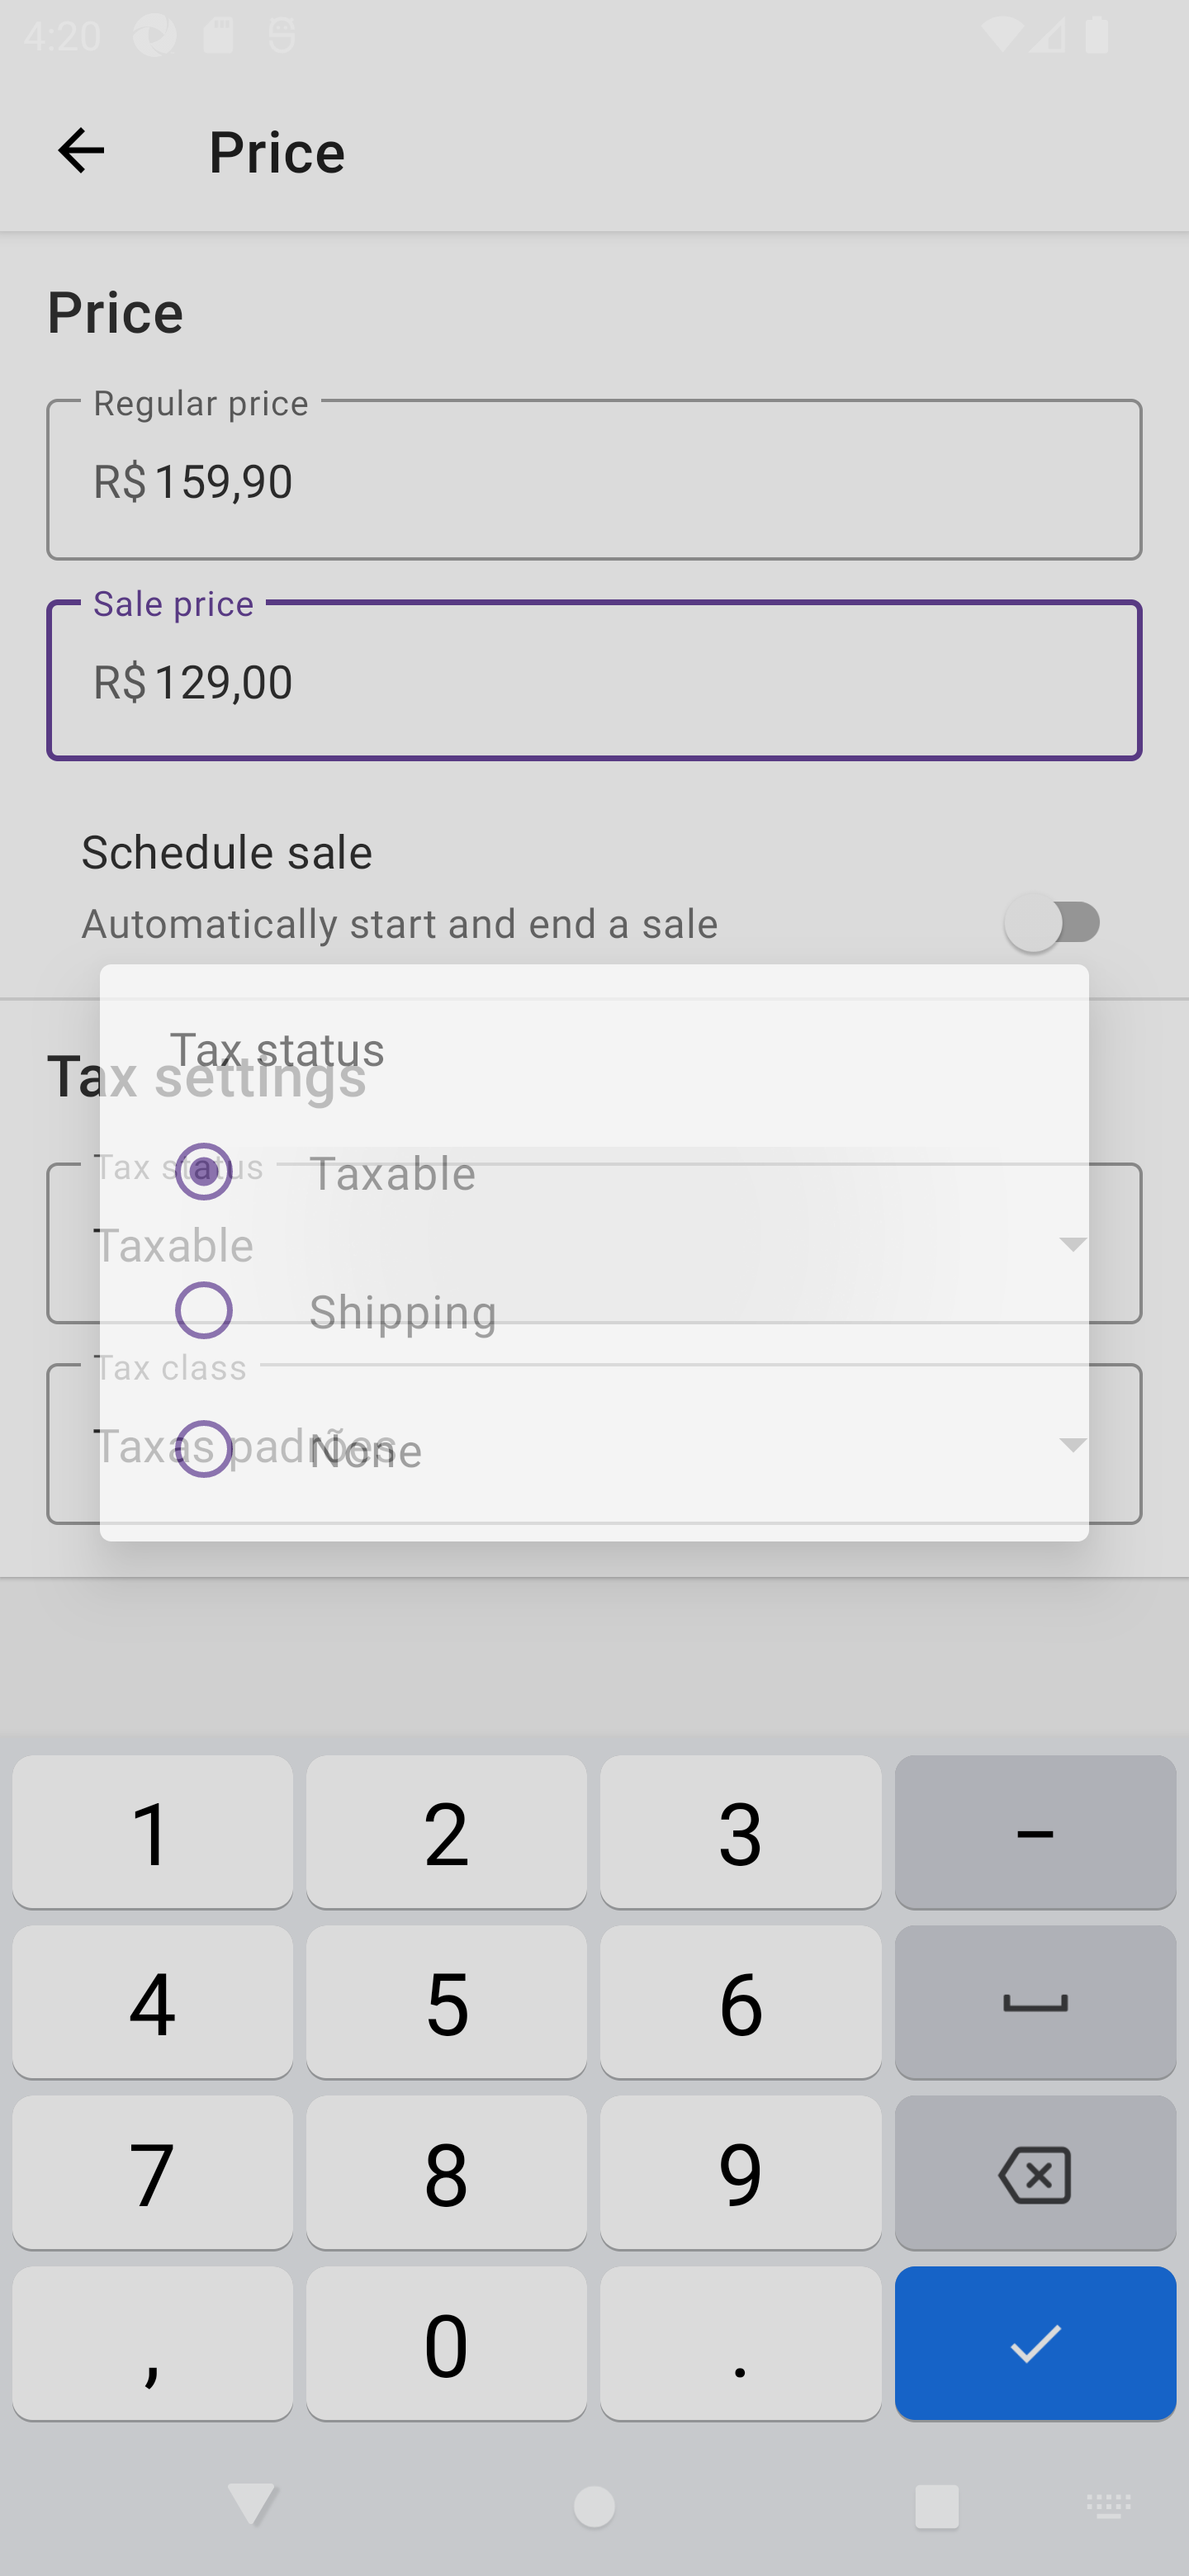 4:20
Price
Price
Regular price
R$ 159,90
Sale price
R$ 129,00
Schedule sale
Automatically start and end a sale
Tax status
Tax settings
Tax status
Taxable
Taxable
Shipping
Tax class
Taxas padrões
None
1 2 3 –
4 5 6
7 8 9
, 0 .